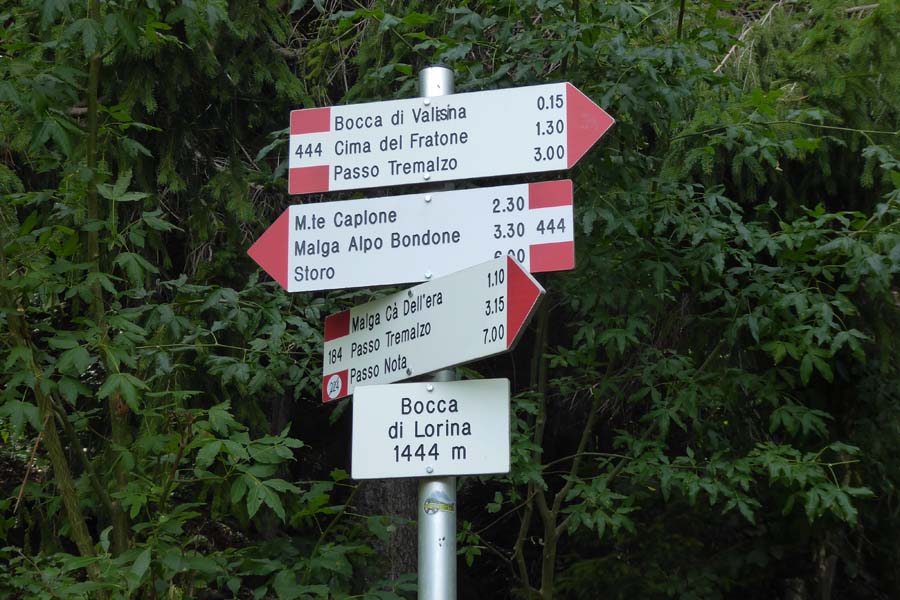 Bocca di Valisina 0.15
444 Cima del Fratone 1.30
Passo Tremalzo 3.00
M.te Caplone 2.30
Malga Alpo Bondone 3.30 444
Storo 6.00
Malga Cà Dell'era 1.10
184 Passo Tremalzo 3.15
Passo Nota 7.00
Bocca
di Lorina
1444 m